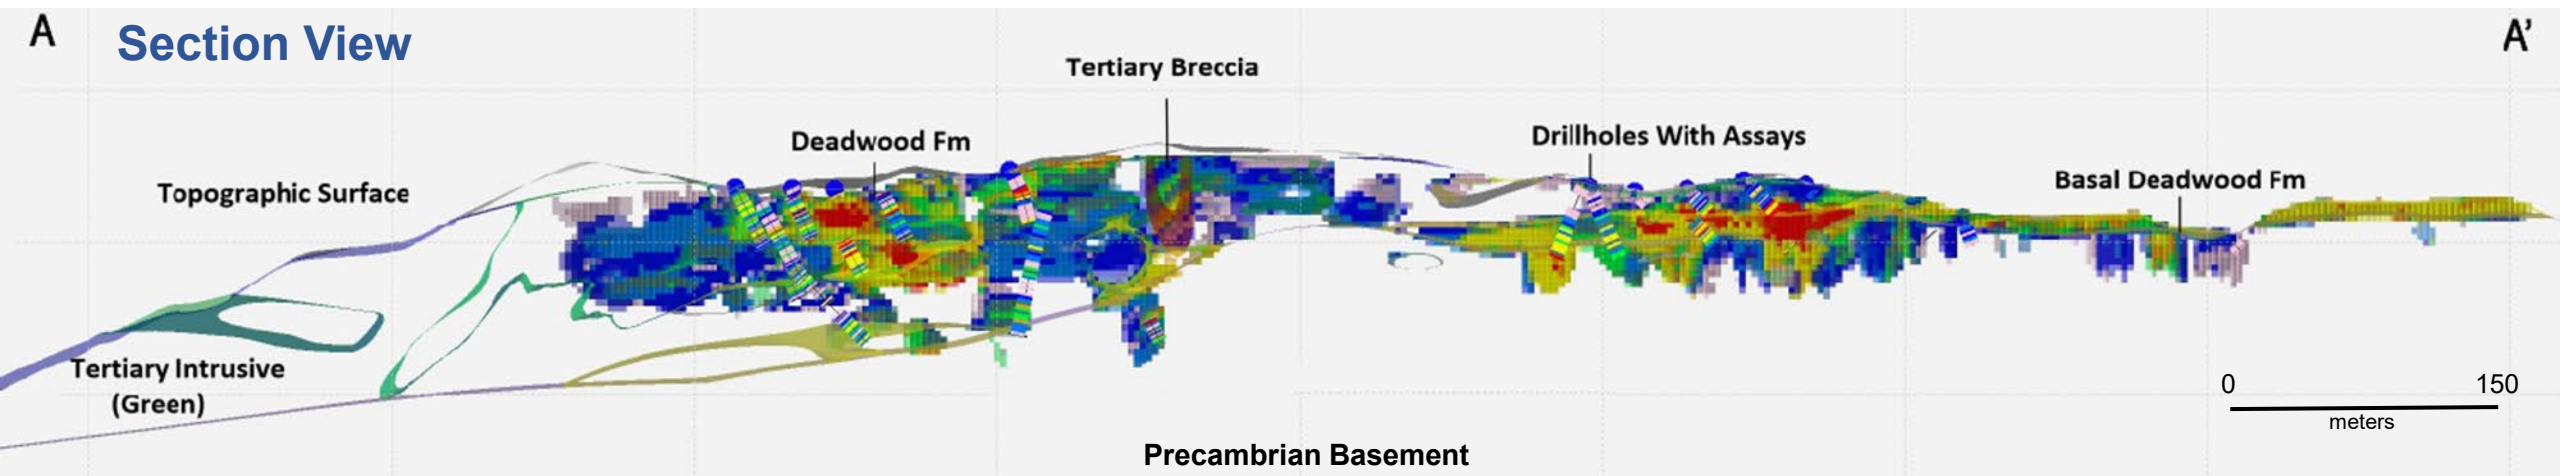 A
Section View
A'
Tertiary Breccia
Deadwood Fm
Drillholes With Assays
Topographic Surface
Basal Deadwood Fm
Tertiary Intrusive
(Green)
0 150
meters
Precambrian Basement